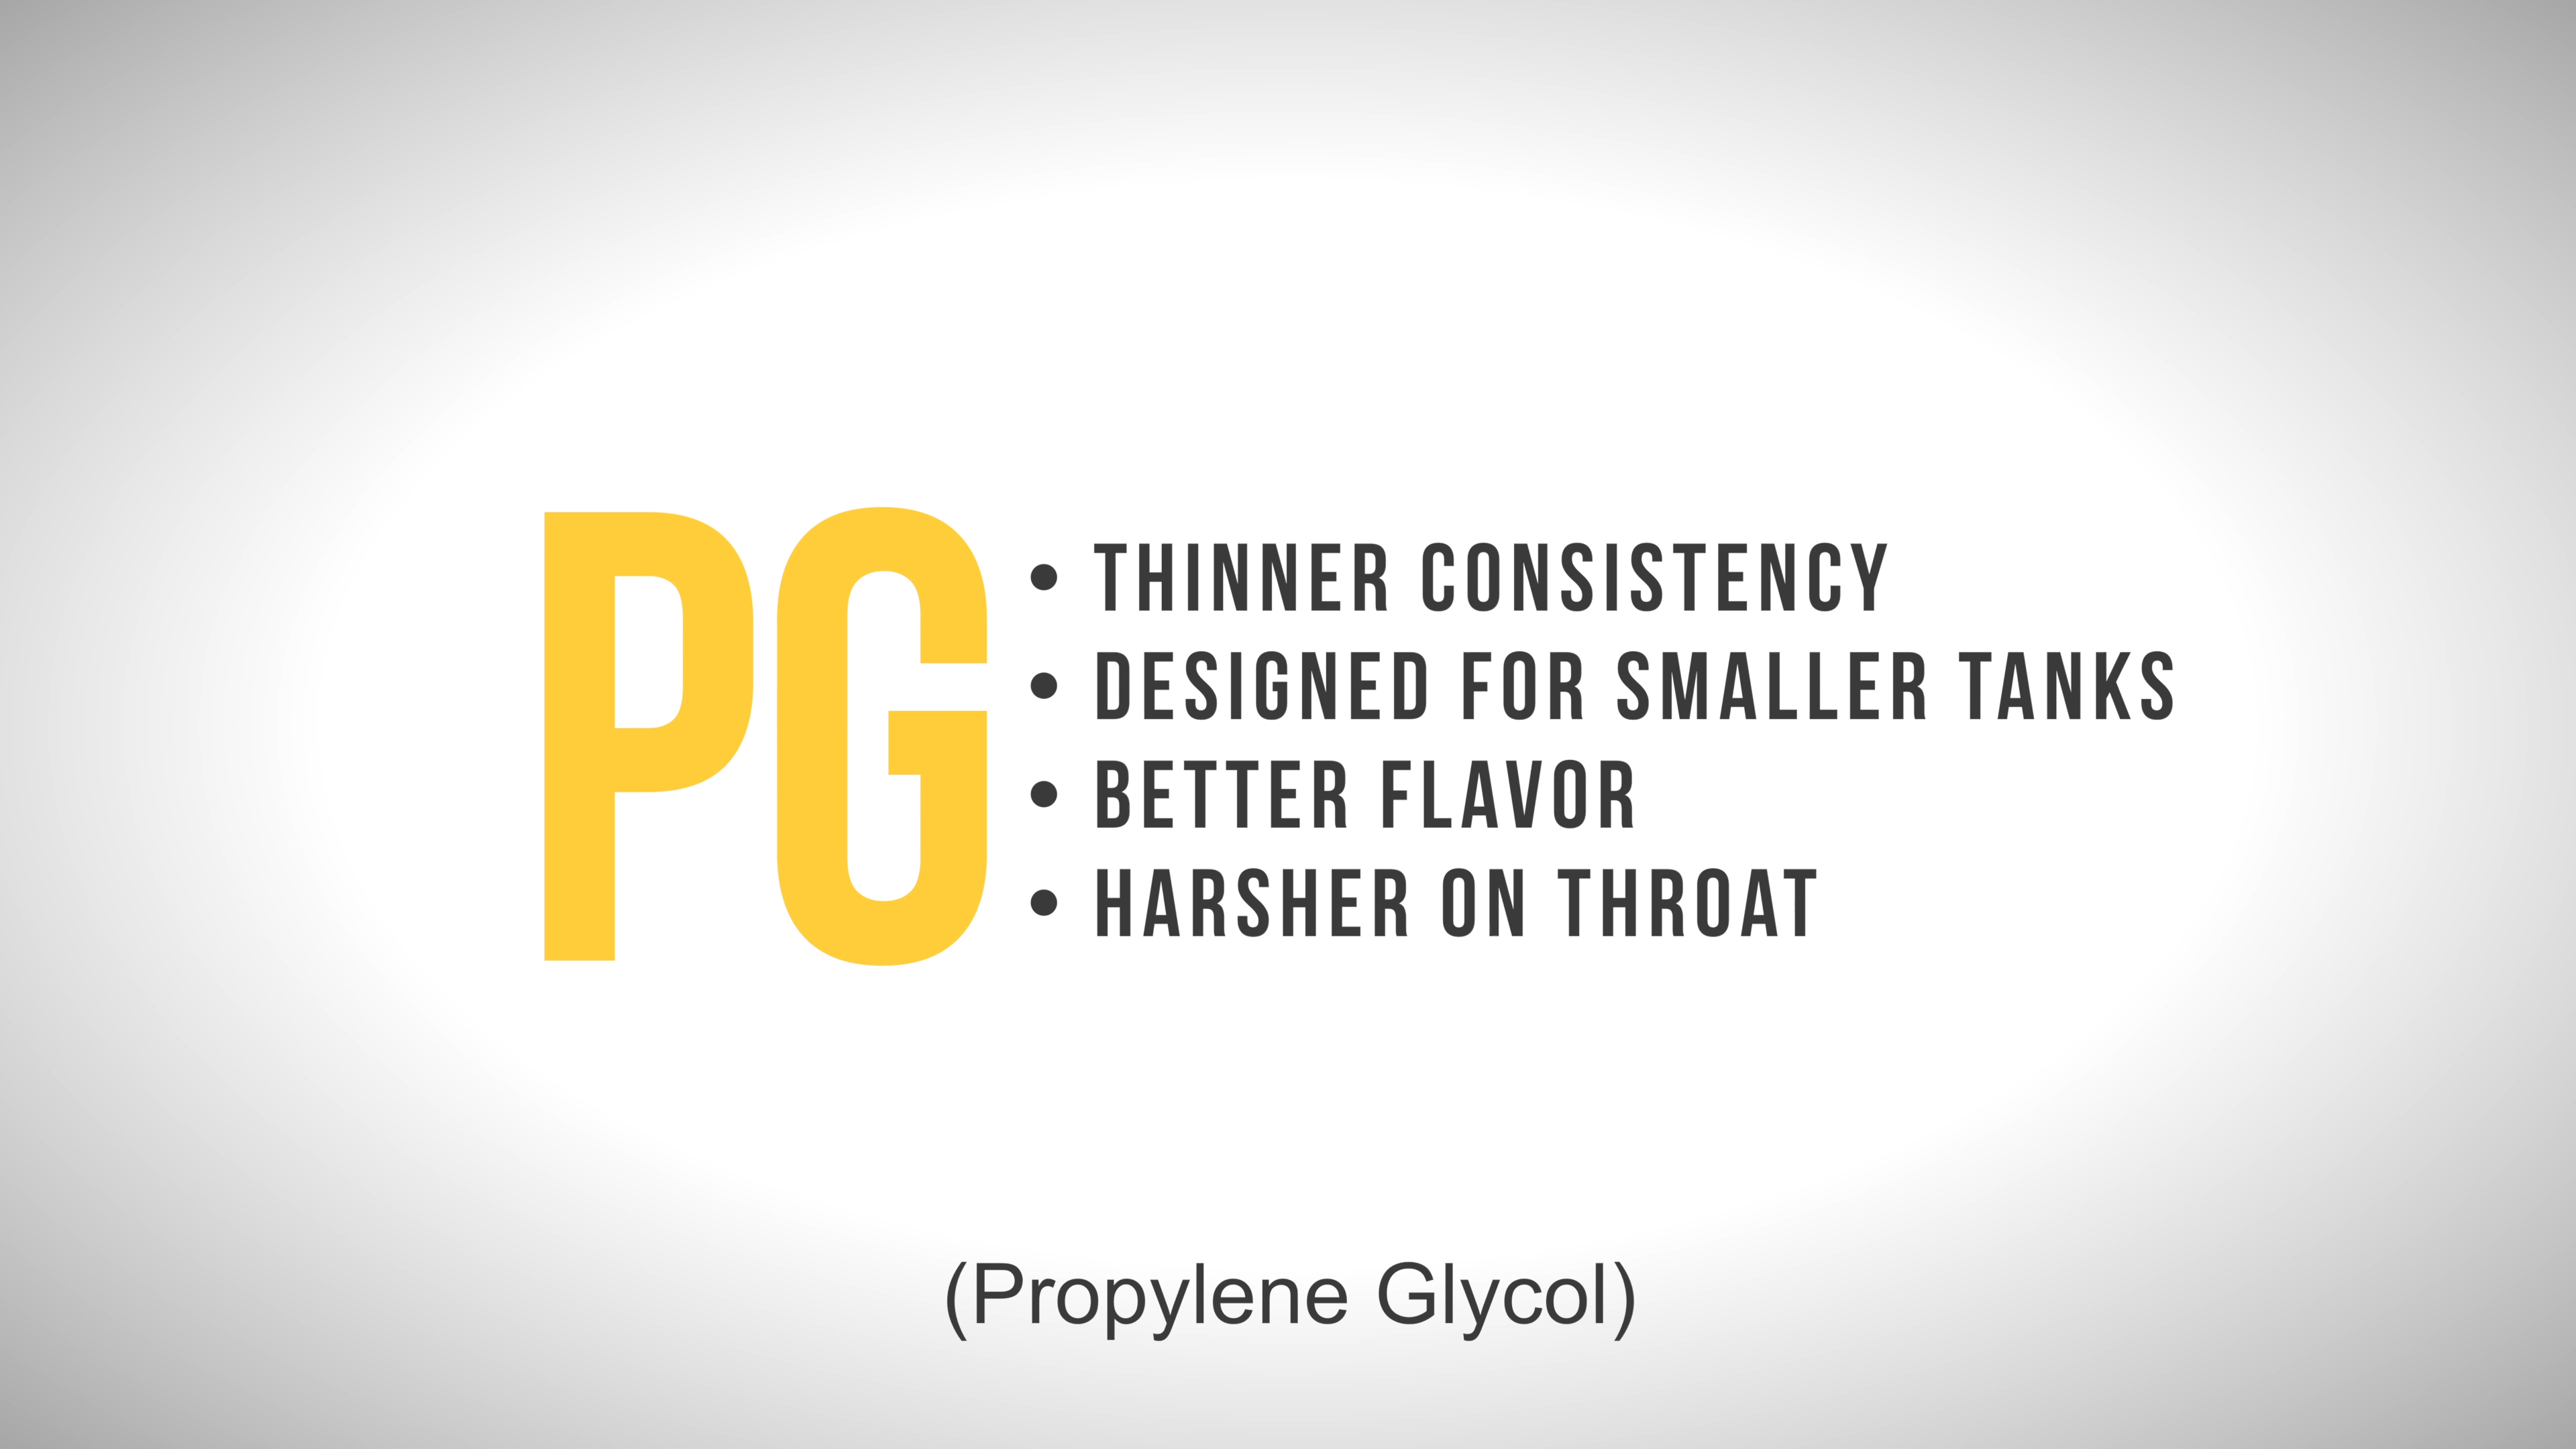 PG
• THINNER CONSISTENCY
• DESIGNED FOR SMALLER TANKS
• BETTER FLAVOR
• HARSHER ON THROAT
(Propylene Glycol)